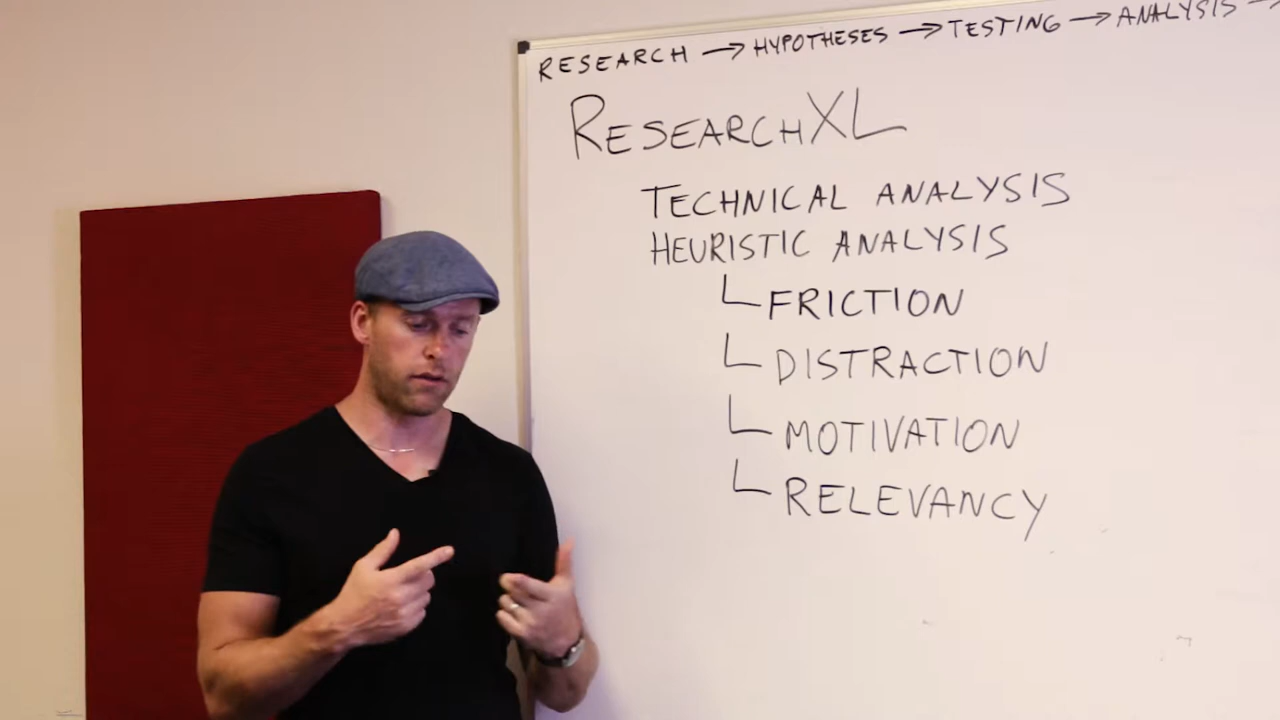 RESEARCH → HYPOTHESES → TESTING → ANALYSIS →
RESEARCHXL
TECHNICAL ANALYSIS
HEURISTIC ANALYSIS
FRICTION
DISTRACTION
MOTIVATION
RELEVANCY